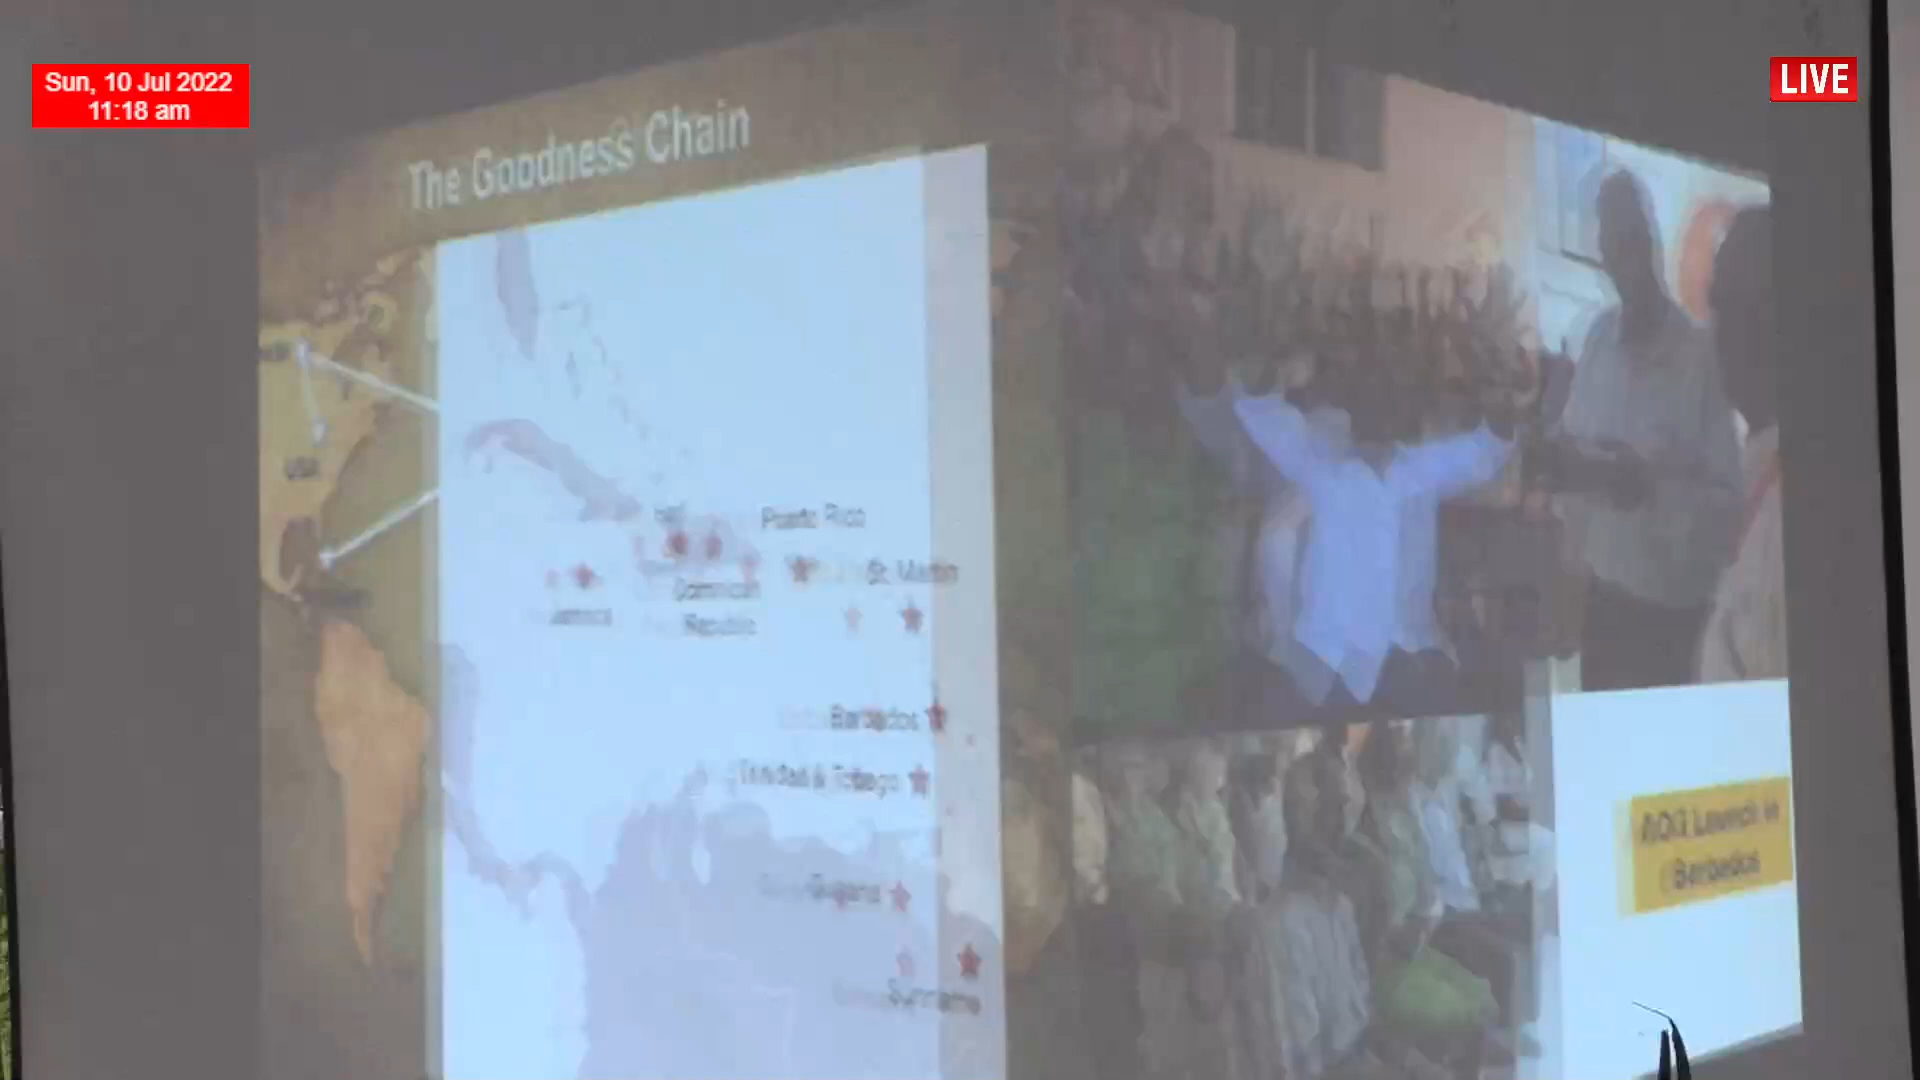 Sun, 10 Jul 2022
11:18 am
LIVE
The Goodness Chain
USA
Puerto Rico
St. Martin
Dominican
Republic
Jamaica
Barbados
Trinidad & Tobago
Guyana
Suriname
Launch in
Barbados